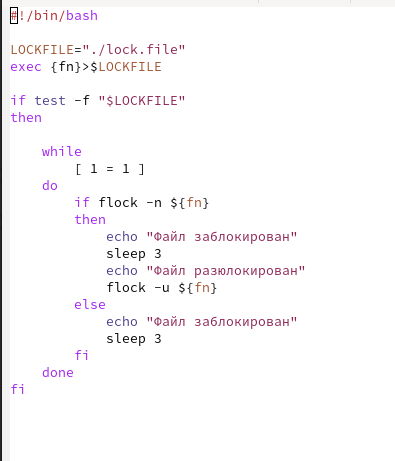 #!/bin/bash

LOCKFILE="./lock.file"
exec {fn}>$LOCKFILE

if test -f "$LOCKFILE"
then

    while
        [ 1 = 1 ]
    do
        if flock -n ${fn}
        then
            echo "Файл заблокирован"
            sleep 3
            echo "Файл разюлокирован"
            flock -u ${fn}
        else
            echo "Файл заблокирован"
            sleep 3
        fi
    done
fi